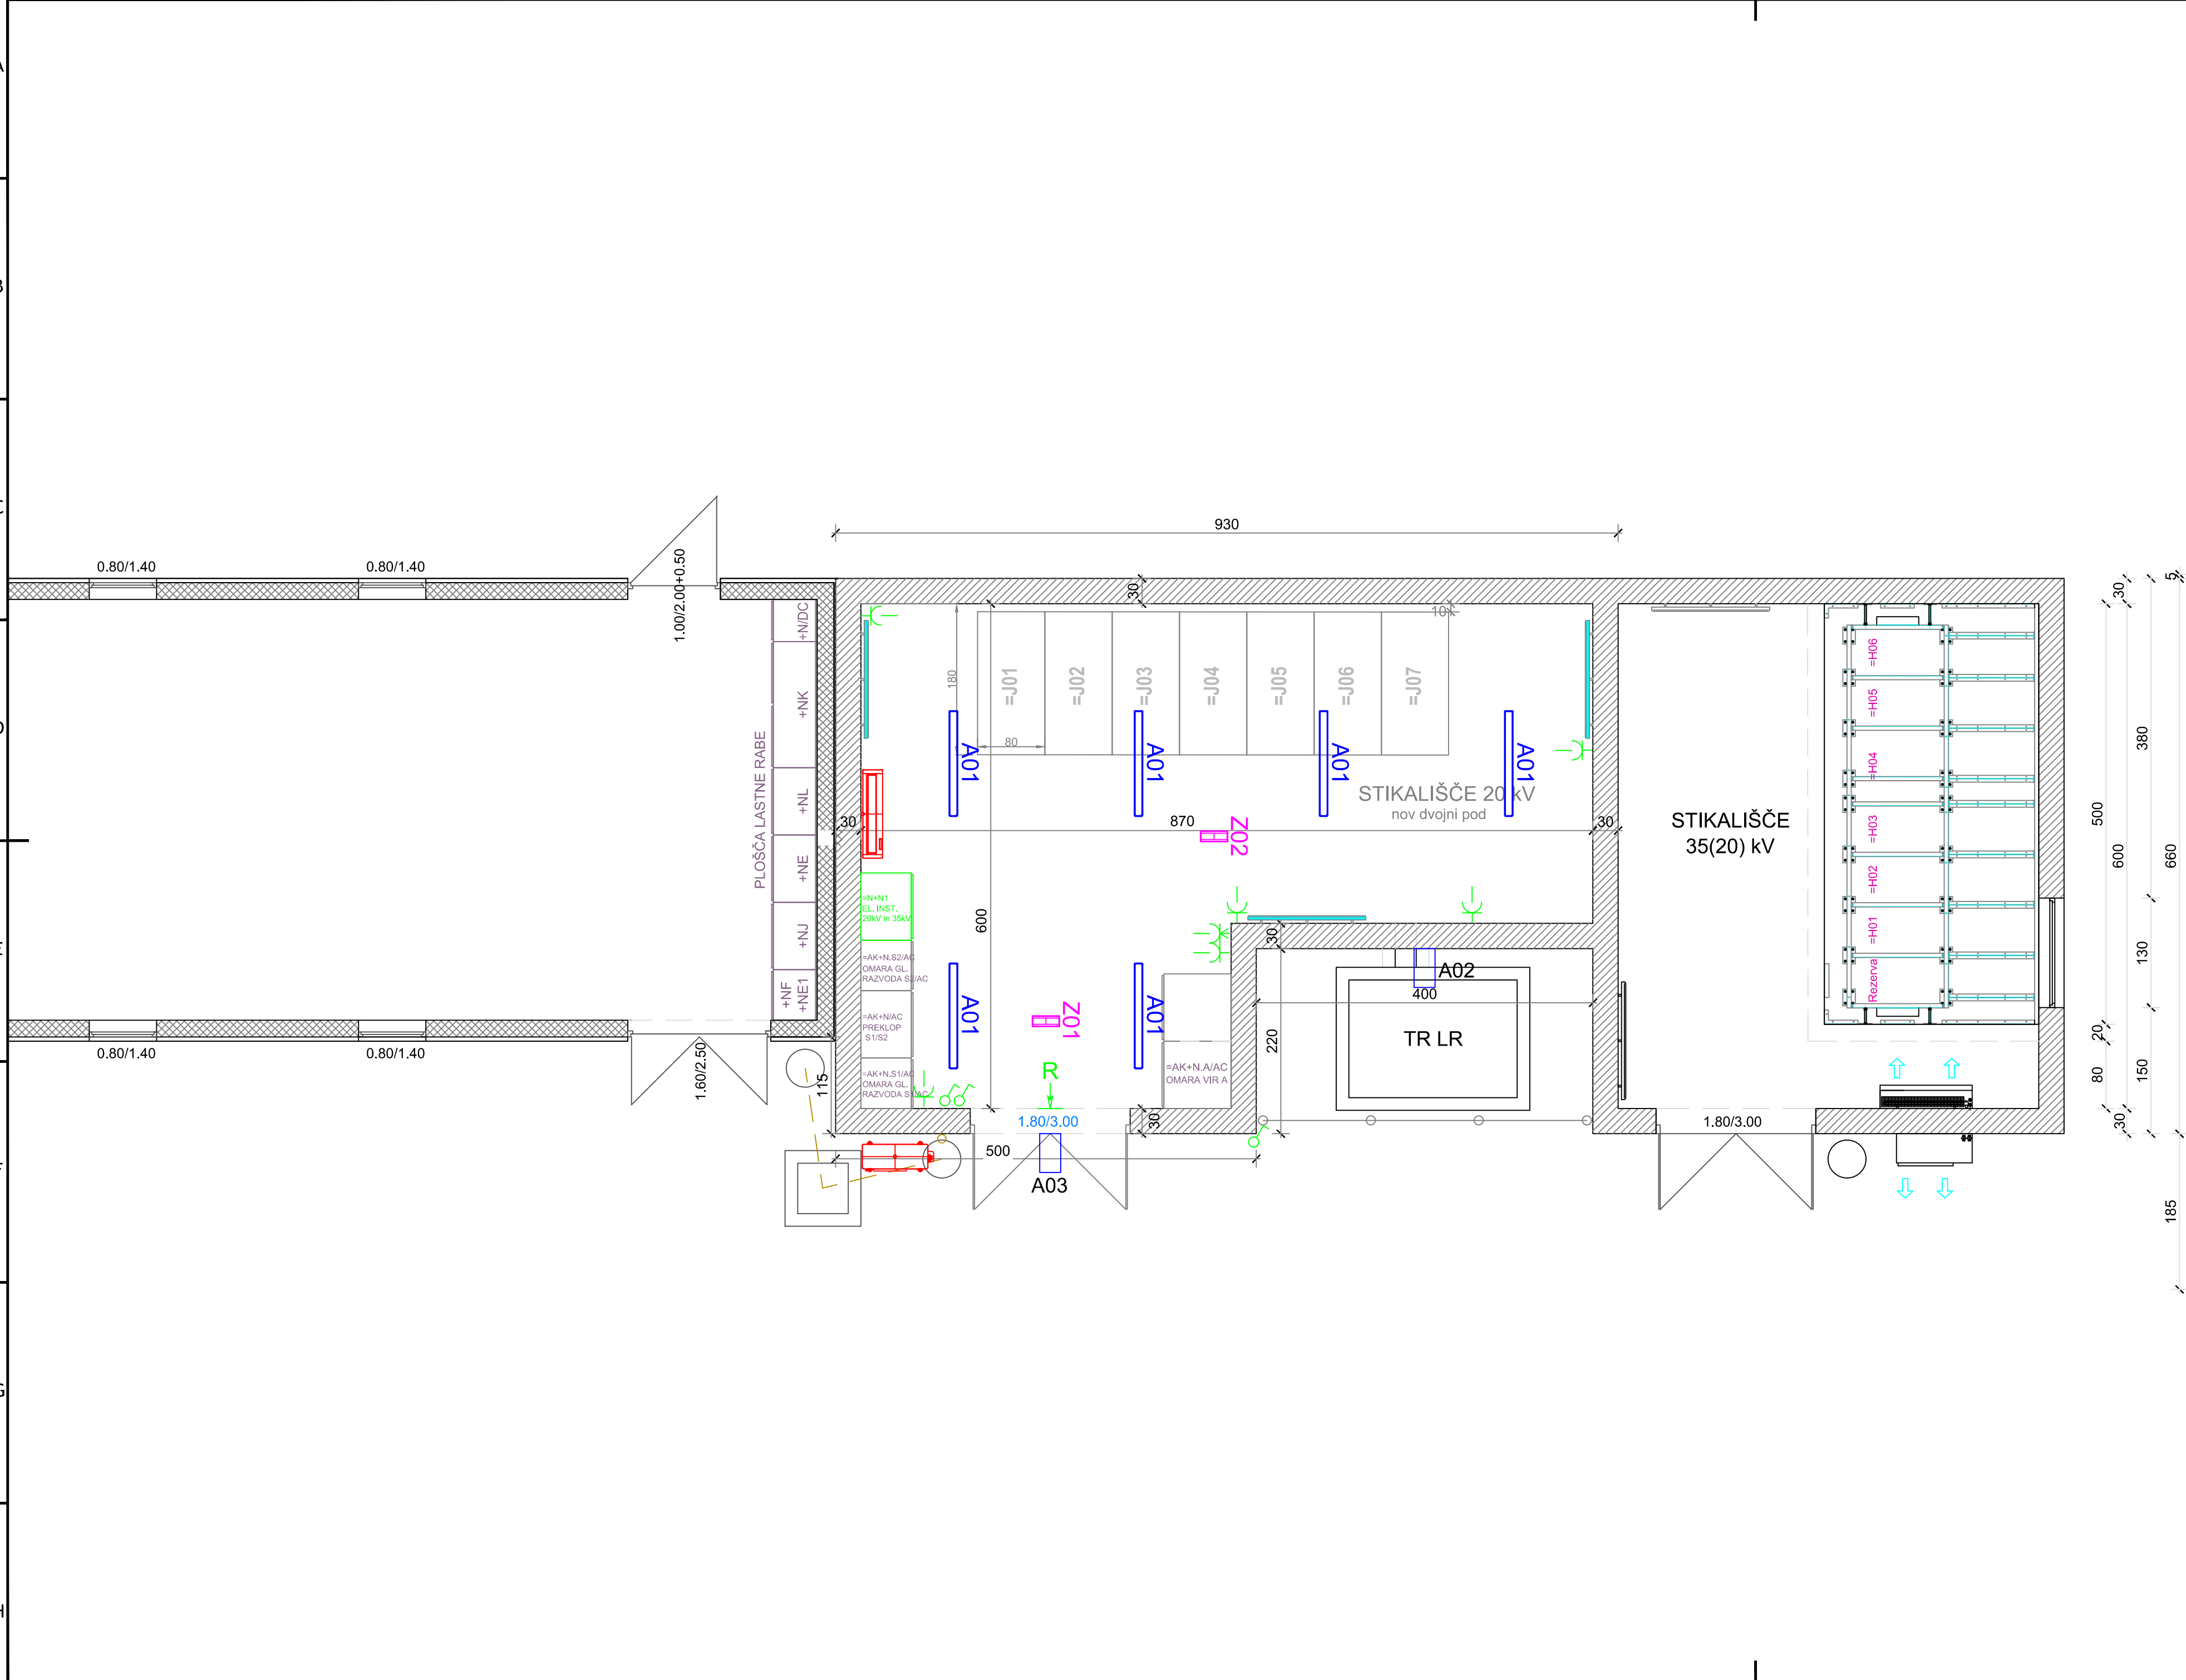 930
0.80/1.40
0.80/1.40
1.00/2.00+0.50
30
5
30
+N/DC
+NK
+NL
+NE
+NJ
+NF
+NE1
PLOŠČA LASTNE RABE
180
10
80
=J01
=J02
=J03
=J04
=J05
=J06
=J07
A01
A01
A01
A01
STIKALIŠČE 20 kV
nov dvojni pod
30
870
30
Z02
STIKALIŠČE
35(20) kV
=H06
=H05
=H04
=H03
=H02
=H01
Rezerva
380
500
600
660
=N+N1
EL. INST.
20kV in 35kV
600
30
=AK+N.S2/AC
OMARA GL.
RAZVODA S2/AC
A01
Z01
A01
A02
400
130
=AK+N/AC
PREKLOP
S1/S2
220
TR LR
20
0.80/1.40
0.80/1.40
1.60/2.50
115
=AK+N.S1/AC
OMARA GL.
RAZVODA S1/AC
R
=AK+N.A/AC
OMARA VIR A
80
150
1.80/3.00
30
1.80/3.00
30
500
A03
185